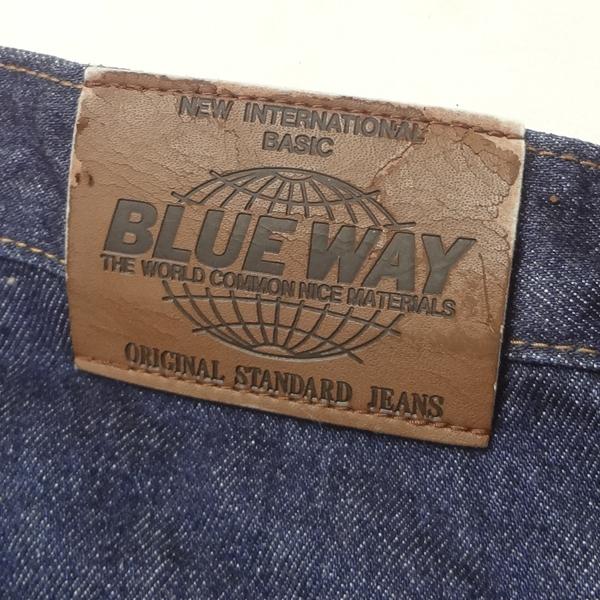 NEW INTERNATIONAL
BASIC
BLUE WAY
THE WORLD COMMON NICE MATERIALS
ORIGINAL STANDARD JEANS